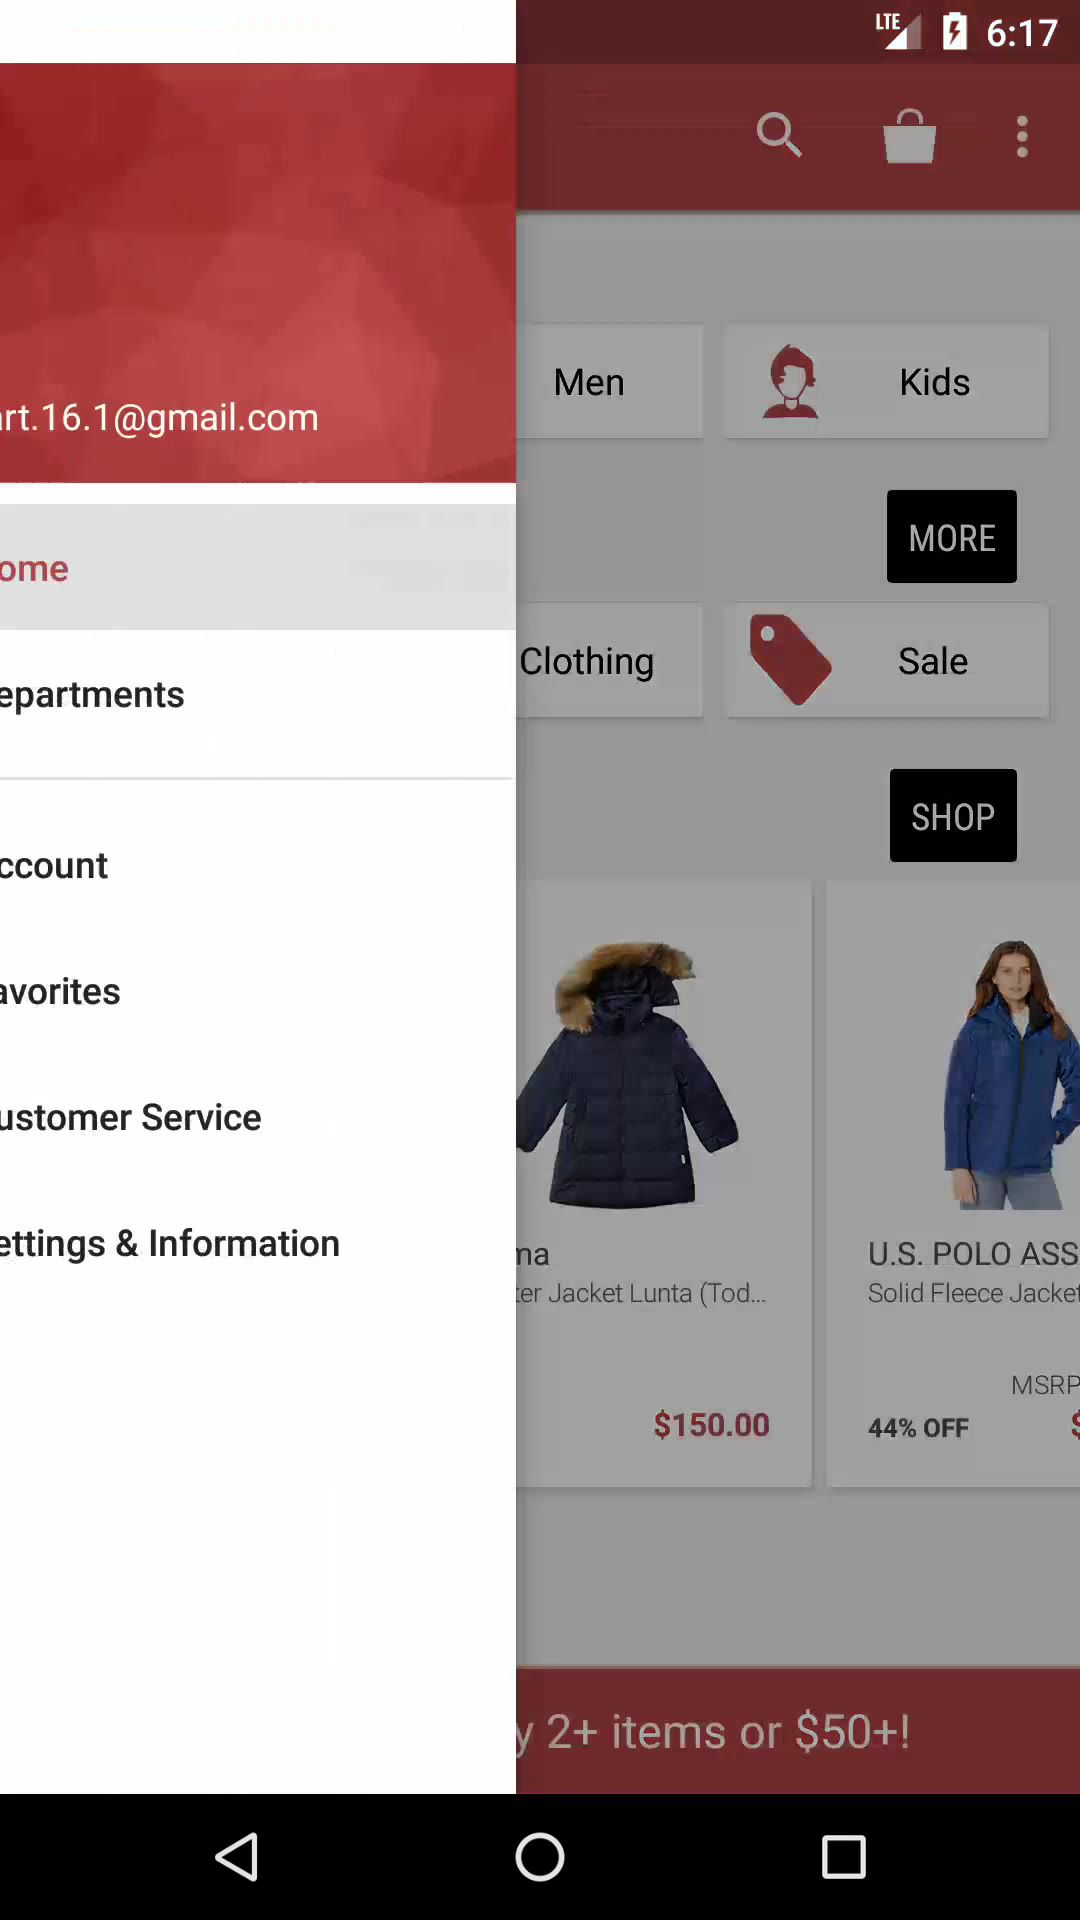 LTE 6:17
art.16.1@gmail.com
ome
epartments
ccount
avorites
ustomer Service
ettings & Information
Men
Kids
MORE
Clothing
Sale
SHOP
ma
ter Jacket Lunta (Tod...
$150.00
U.S. POLO ASS
Solid Fleece Jacket
MSRP
44% OFF
$
y 2+ items or $50+!